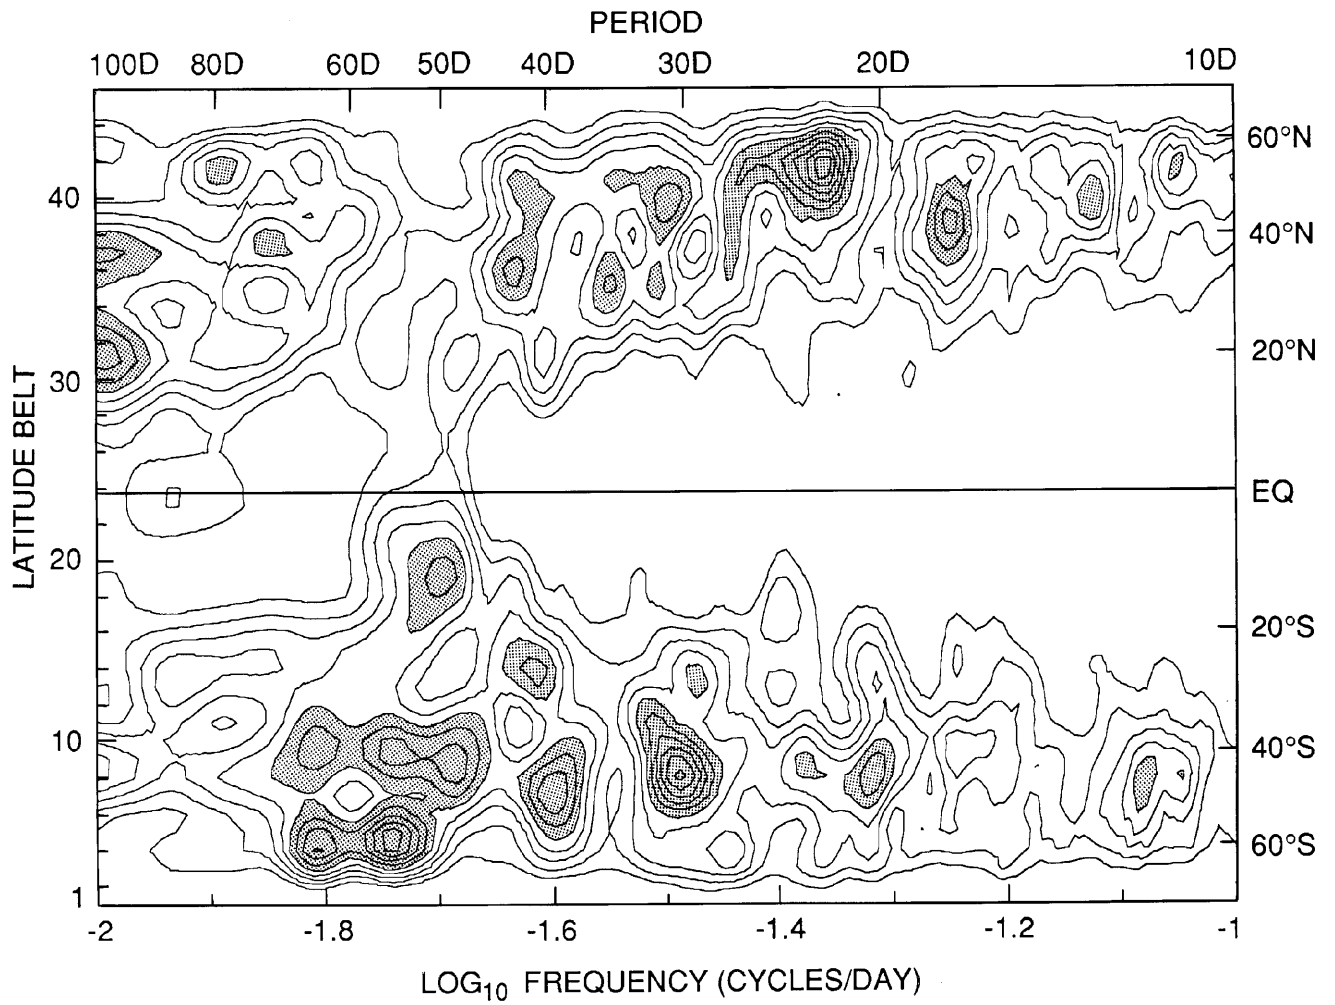 PERIOD
100D 80D 60D 50D 40D 30D 20D 10D
60°N
40
40°N
20°N
30
LATITUDE BELT
EQ
20
20°S
10
40°S
60°S
1
-2 -1.8 -1.6 -1.4 -1.2 -1
LOG₁₀ FREQUENCY (CYCLES/DAY)